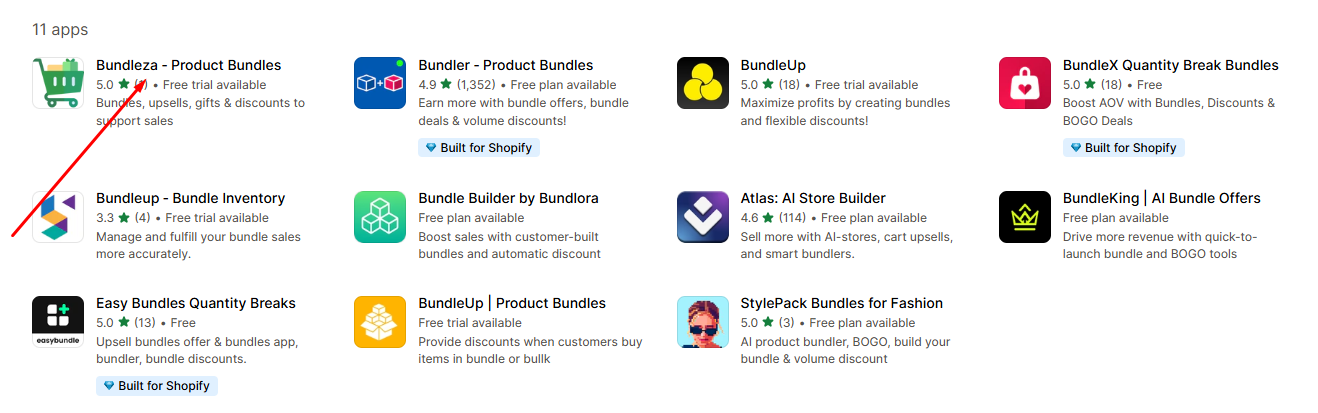 11 apps
Bundleza - Product Bundles
5.0 ★ • Free trial available
Bundles, upsells, gifts & discounts to
support sales
Bundler - Product Bundles
4.9 ★ (1,352) • Free plan available
Earn more with bundle offers, bundle
deals & volume discounts!
Built for Shopify
BundleUp
5.0 ★ (18) • Free trial available
Maximize profits by creating bundles
and flexible discounts!
BundleX Quantity Break Bundles
5.0 ★ (18) • Free
Boost AOV with Bundles, Discounts &
BOGO Deals
Built for Shopify
Bundleup - Bundle Inventory
3.3 ★ (4) • Free trial available
Manage and fulfill your bundle sales
more accurately.
Bundle Builder by Bundlora
Free plan available
Boost sales with customer-built
bundles and automatic discount
Atlas: AI Store Builder
4.6 ★ (114) • Free plan available
Sell more with AI-stores, cart upsells,
and smart bundlers.
BundleKing | AI Bundle Offers
Free plan available
Drive more revenue with quick-to-
launch bundle and BOGO tools
easybundle
Easy Bundles Quantity Breaks
5.0 ★ (13) • Free
Upsell bundles offer & bundles app,
bundler, bundle discounts.
Built for Shopify
BundleUp | Product Bundles
Free trial available
Provide discounts when customers buy
items in bundle or bullk
StylePack Bundles for Fashion
5.0 ★ (3) • Free plan available
AI product bundler, BOGO, build your
bundle & volume discount